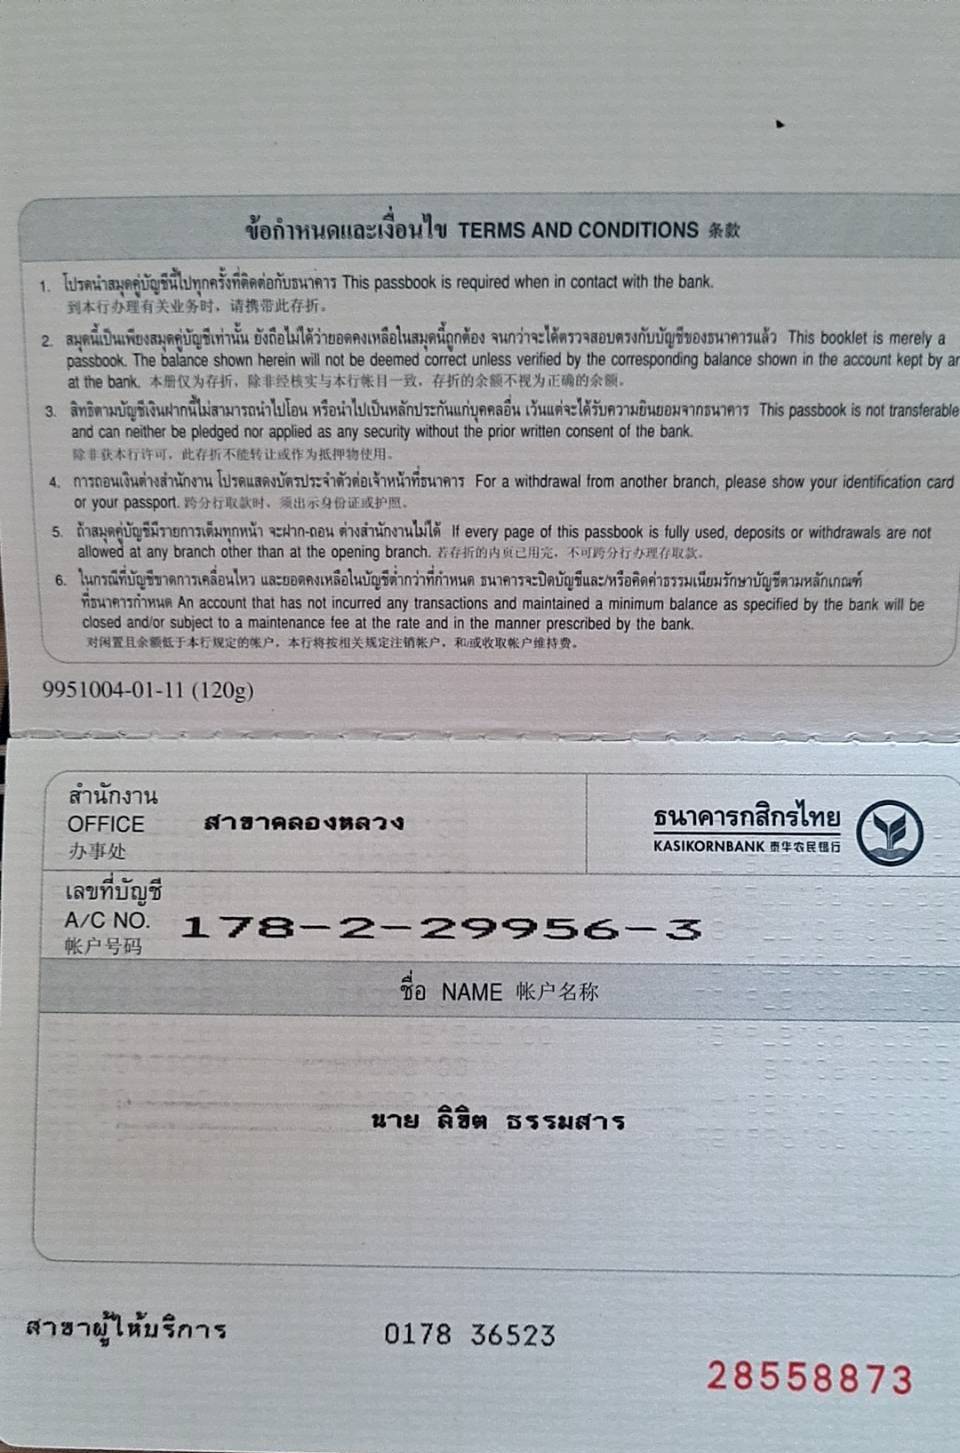 ข้อกำหนดและเงื่อนไข TERMS AND CONDITIONS 条款
1. โปรดนำสมุดคู่บัญชีนี้ไปทุกครั้งที่ติดต่อกับธนาคาร This passbook is required when in contact with the bank.
到本行办理有关业务时，请携带此存折。
2. สมุดนี้เป็นเพียงสมุดคู่บัญชีเท่านั้น ยังถือไม่ได้ว่ายอดคงเหลือในสมุดนี้ถูกต้อง จนกว่าจะได้ตรวจสอบตรงกับบัญชีของธนาคารแล้ว This booklet is merely a
passbook. The balance shown herein will not be deemed correct unless verified by the corresponding balance shown in the account kept by an
at the bank. 本册仅为存折，除非经核实与本行帐目一致，存折的余额不视为正确的余额。
3. สิทธิตามบัญชีเงินฝากนี้ไม่สามารถนำไปโอน หรือนำไปเป็นหลักประกันแก่บุคคลอื่น เว้นแต่จะได้รับความยินยอมจากธนาคาร This passbook is not transferable
and can neither be pledged nor applied as any security without the prior written consent of the bank.
除非获本行许可，此存折不能转让或作为抵押物使用。
4. การถอนเงินต่างสำนักงาน โปรดแสดงบัตรประจำตัวต่อเจ้าหน้าที่ธนาคาร For a withdrawal from another branch, please show your identification card
or your passport. 跨分行取款时，须出示身份证或护照。
5. ถ้าสมุดคู่บัญชีมีรายการเต็มทุกหน้า จะฝาก-ถอน ต่างสำนักงานไม่ได้ If every page of this passbook is fully used, deposits or withdrawals are not
allowed at any branch other than at the opening branch. 若存折的内页已用完，不可跨分行办理存取款。
6. ในกรณีที่บัญชีขาดการเคลื่อนไหว และยอดคงเหลือในบัญชีต่ำกว่าที่กำหนด ธนาคารจะปิดบัญชีและ/หรือคิดค่าธรรมเนียมรักษาบัญชีตามหลักเกณฑ์
ที่ธนาคารกำหนด An account that has not incurred any transactions and maintained a minimum balance as specified by the bank will be
closed and/or subject to a maintenance fee at the rate and in the manner prescribed by the bank.
对闲置且余额低于本行规定的帐户，本行将按相关规定注销帐户，和/或收取帐户维持费。
9951004-01-11 (120g)
สำนักงาน
OFFICE สาขาคลองหลวง
办事处
ธนาคารกสิกรไทย
KASIKORNBANK 泰华农民银行
เลขที่บัญชี
A/C NO. 178-2-29956-3
帐户号码
ชื่อ NAME 帐户名称
นาย ลิขิต ธรรมสาร
สาขาผู้ให้บริการ 0178 36523
28558873